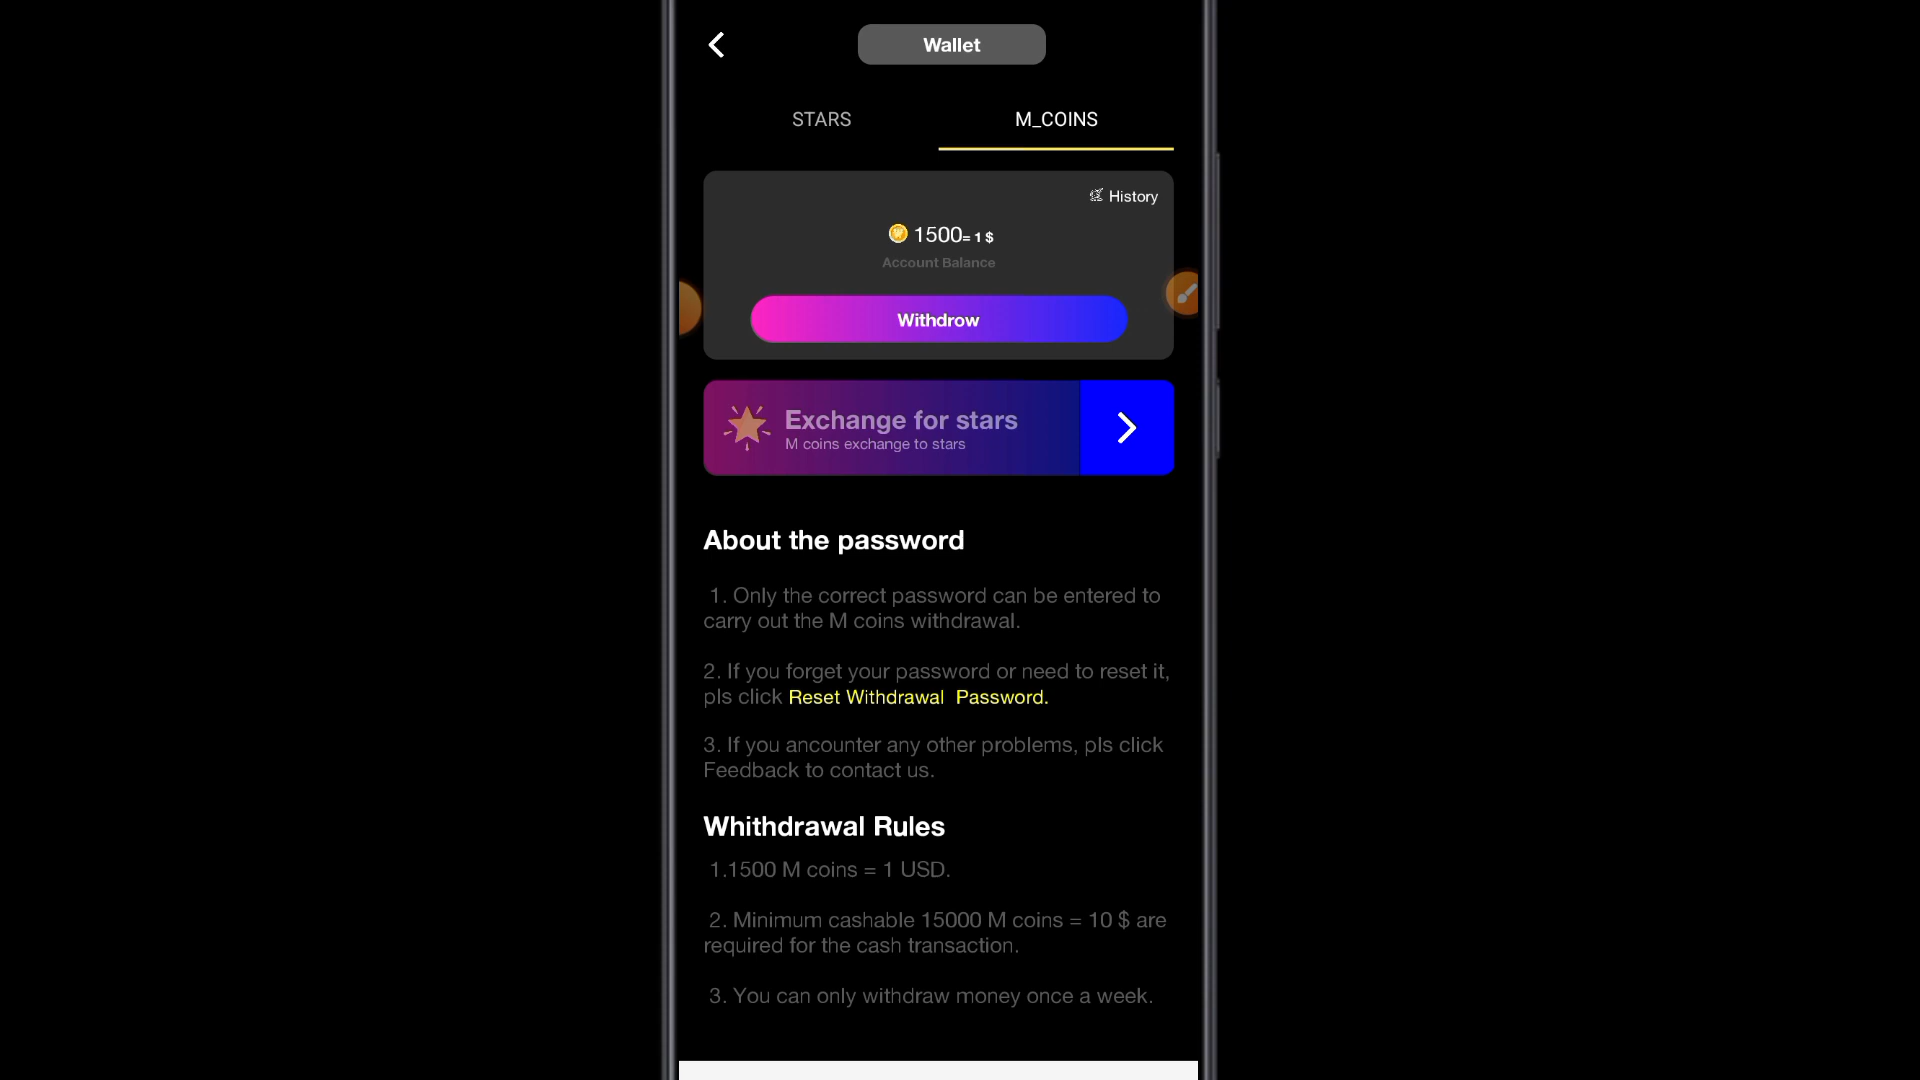 Wallet
STARS
M_COINS
History
1500= 1 $
Account Balance
Withdrow
Exchange for stars
M coins exchange to stars
About the password
1. Only the correct password can be entered to
carry out the M coins withdrawal.
2. If you forget your password or need to reset it,
pls click Reset Withdrawal Password.
3. If you ancounter any other problems, pls click
Feedback to contact us.
Whithdrawal Rules
1.1500 M coins = 1 USD.
2. Minimum cashable 15000 M coins = 10 $ are
required for the cash transaction.
3. You can only withdraw money once a week.